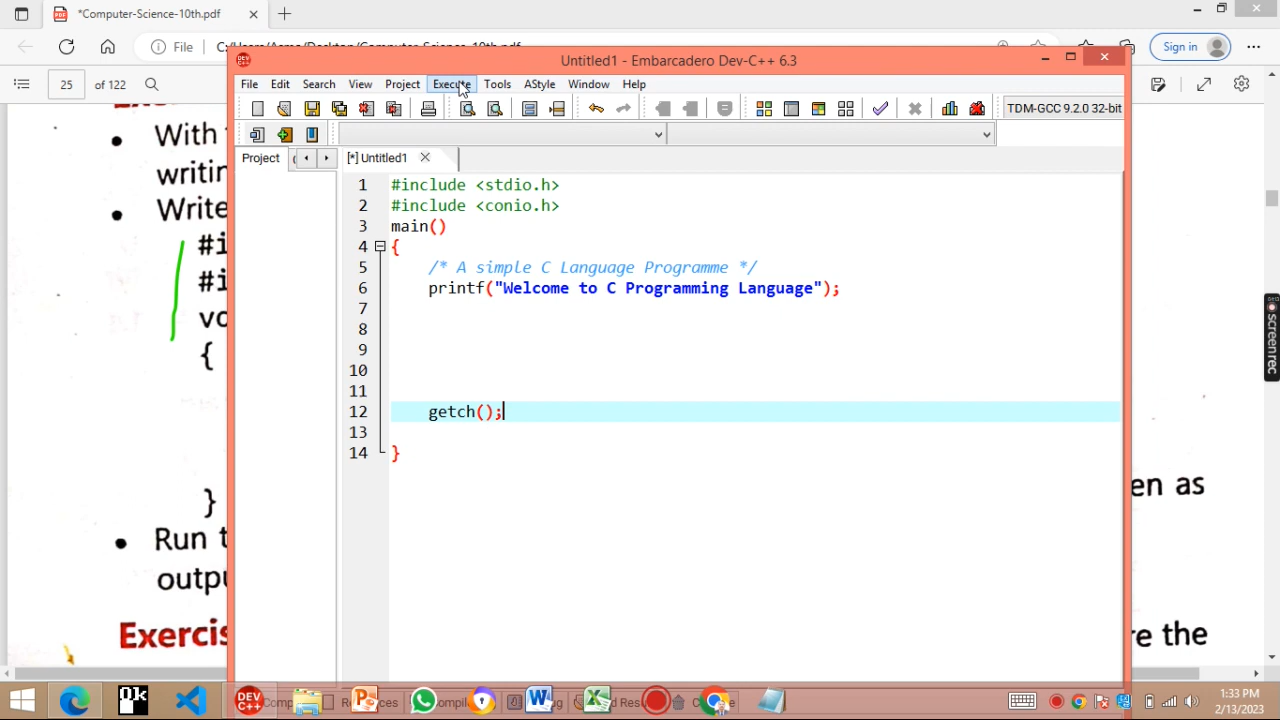 *Computer-Science-10th.pdf
File
Sign in
25
of 122
Untitled1 - Embarcadero Dev-C++ 6.3
File Edit Search View Project Execute Tools AStyle Window Help
TDM-GCC 9.2.0 32-bit
Project
[*] Untitled1
1 #include <stdio.h>
2 #include <conio.h>
3 main()
4 {
5 /* A simple C Language Programme */
6 printf("Welcome to C Programming Language");
7
8
9
10
11
12 getch();
13
14 }
With
writin
Write
#i
#i
vo
{
}
en as
Run t
outpu
Exercis
re the
screenrec
1:33 PM
2/13/2023